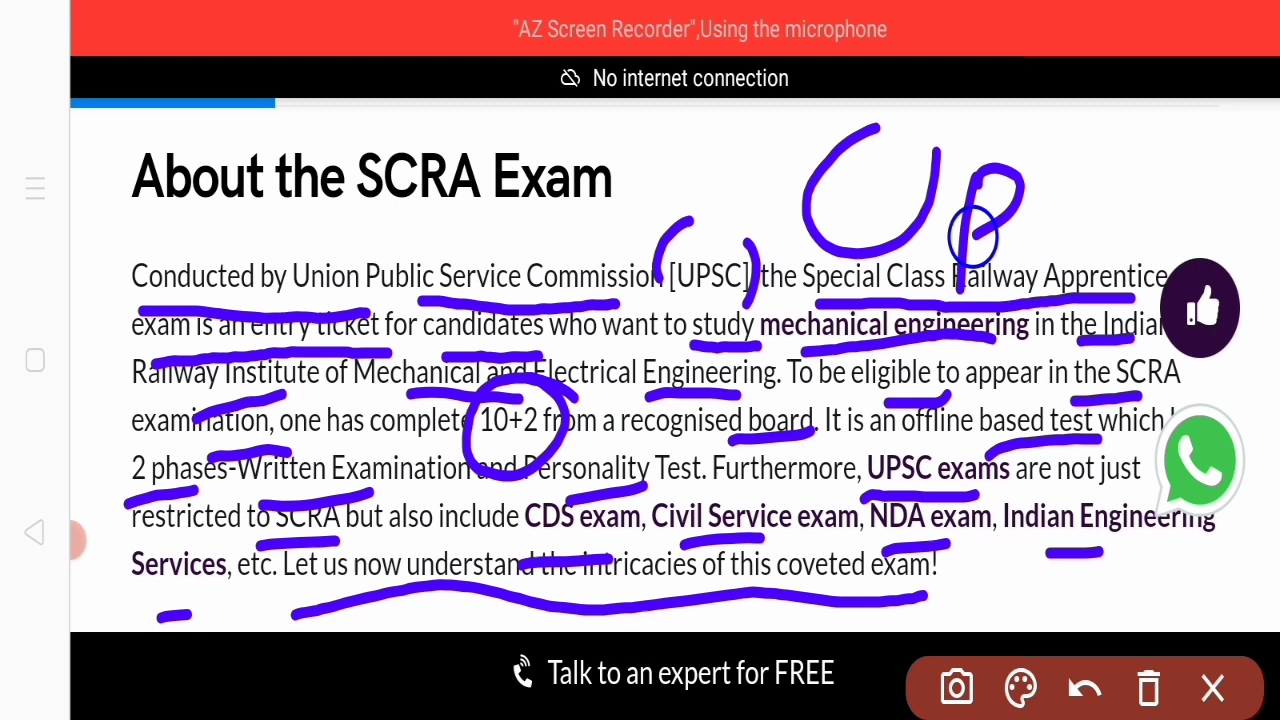 "AZ Screen Recorder",Using the microphone
No internet connection
About the SCRA Exam
UP
Conducted by Union Public Service Commission [UPSC], the Special Class Railway Apprentice
exam is an entry ticket for candidates who want to study mechanical engineering in the Indian
Railway Institute of Mechanical and Electrical Engineering. To be eligible to appear in the SCRA
examination, one has complete 10+2 from a recognised board. It is an offline based test which
2 phases-Written Examination and Personality Test. Furthermore, UPSC exams are not just
restricted to SCRA but also include CDS exam, Civil Service exam, NDA exam, Indian Engineering
Services, etc. Let us now understand the intricacies of this coveted exam!
Talk to an expert for FREE